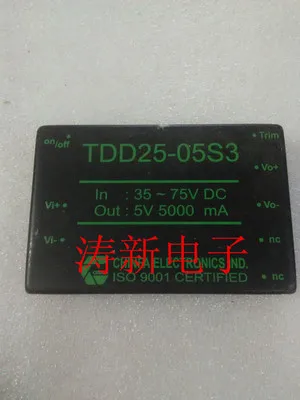 on/off
Trim
TDD25-05S3
Vo+
In : 35 ~ 75V DC
Vi+
Vo-
Out : 5V 5000 mA
Vi-
nc
涛新电子
ELECTRONICS IND.
ISO 9001 CERTIFIED
nc